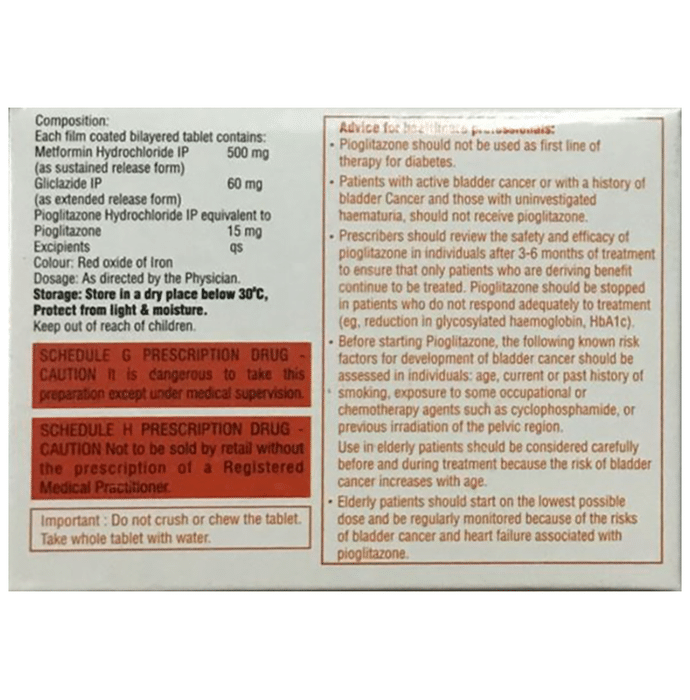 Composition:
Each film coated bilayered tablet contains:
Metformin Hydrochloride IP 500 mg
(as sustained release form)
Gliclazide IP 60 mg
(as extended release form)
Pioglitazone Hydrochloride IP equivalent to
Pioglitazone 15 mg
Excipients qs
Colour: Red oxide of Iron
Dosage: As directed by the Physician.
Storage: Store in a dry place below 30°C,
Protect from light & moisture.
Keep out of reach of children.
SCHEDULE G PRESCRIPTION DRUG -
CAUTION It is dangerous to take this
preparation except under medical supervision.
SCHEDULE H PRESCRIPTION DRUG -
CAUTION Not to be sold by retail without
the prescription of a Registered
Medical Practitioner.
Important : Do not crush or chew the tablet.
Take whole tablet with water.
Advice for healthcare professionals:
• Pioglitazone should not be used as first line of
therapy for diabetes.
• Patients with active bladder cancer or with a history of
bladder Cancer and those with uninvestigated
haematuria, should not receive pioglitazone.
• Prescribers should review the safety and efficacy of
pioglitazone in individuals after 3-6 months of treatment
to ensure that only patients who are deriving benefit
continue to be treated. Pioglitazone should be stopped
in patients who do not respond adequately to treatment
(eg, reduction in glycosylated haemoglobin, HbA1c).
• Before starting Pioglitazone, the following known risk
factors for development of bladder cancer should be
assessed in individuals: age, current or past history of
smoking, exposure to some occupational or
chemotherapy agents such as cyclophosphamide, or
previous irradiation of the pelvic region.
Use in elderly patients should be considered carefully
before and during treatment because the risk of bladder
cancer increases with age.
• Elderly patients should start on the lowest possible
dose and be regularly monitored because of the risks
of bladder cancer and heart failure associated with
pioglitazone.